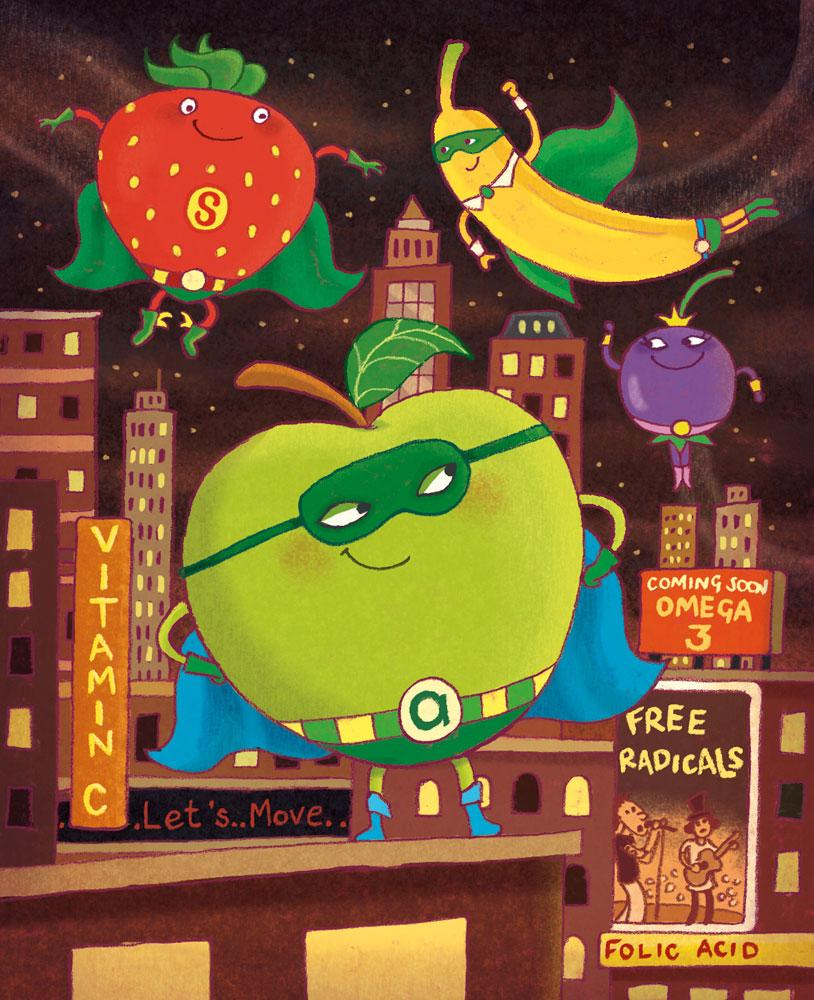 S
VITAMIN C
COMING SOON
OMEGA
3
a
FREE
RADICALS
.Let's..Move..
FOLIC ACID